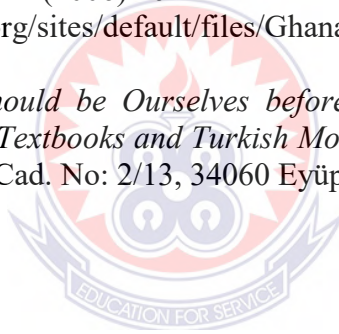 rg/sites/default/files/Ghana
hould be Ourselves before
Textbooks and Turkish Mo
Cad. No: 2/13, 34060 Eyüp
EDUCATION FOR SERVICE